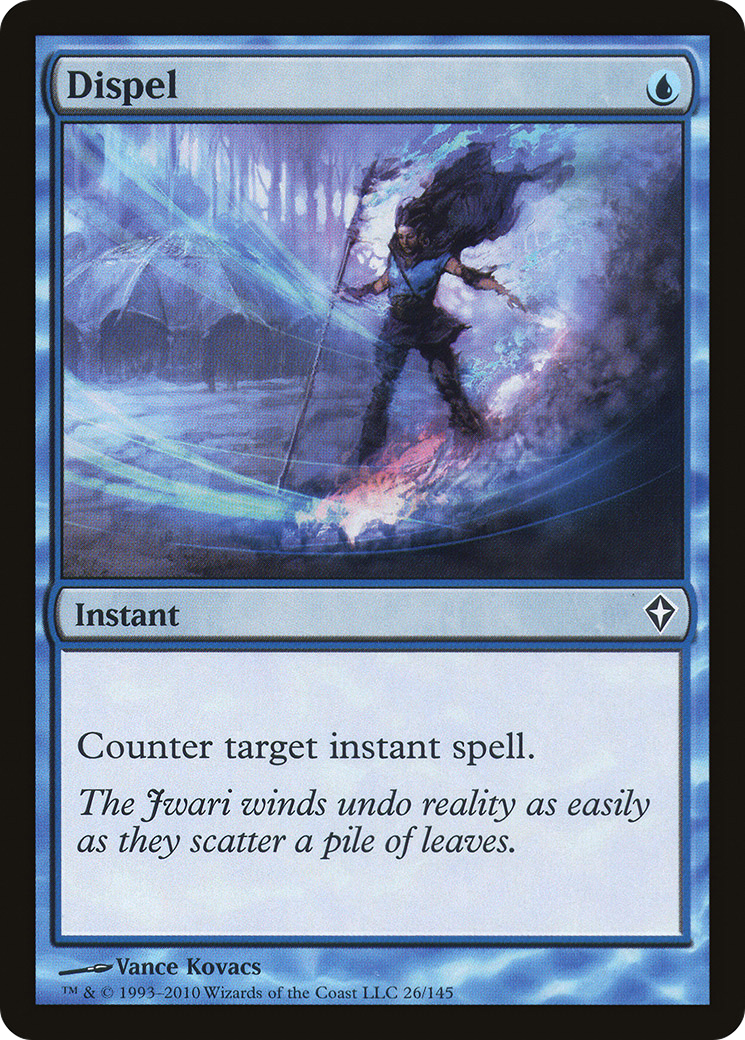 Dispel
Instant
Counter target instant spell.
The Jwari winds undo reality as easily
as they scatter a pile of leaves.
Vance Kovacs
™ & © 1993–2010 Wizards of the Coast LLC 26/145